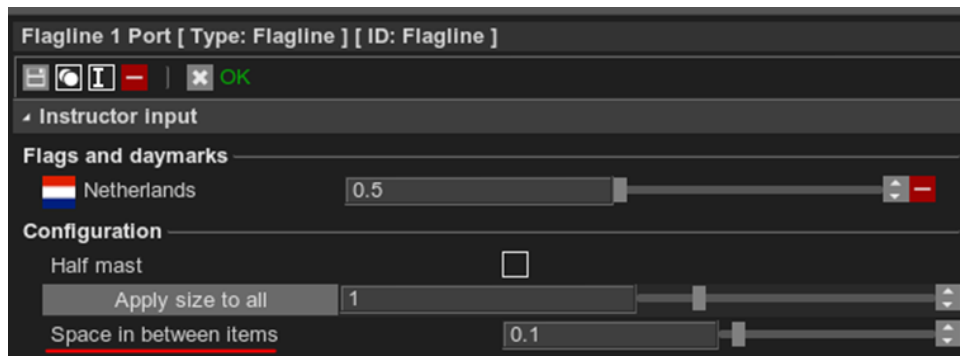 Flagline 1 Port [ Type: Flagline ] [ ID: Flagline ]
OK
Instructor input
Flags and daymarks
Netherlands 0.5
Configuration
Half mast
Apply size to all 1
Space in between items 0.1